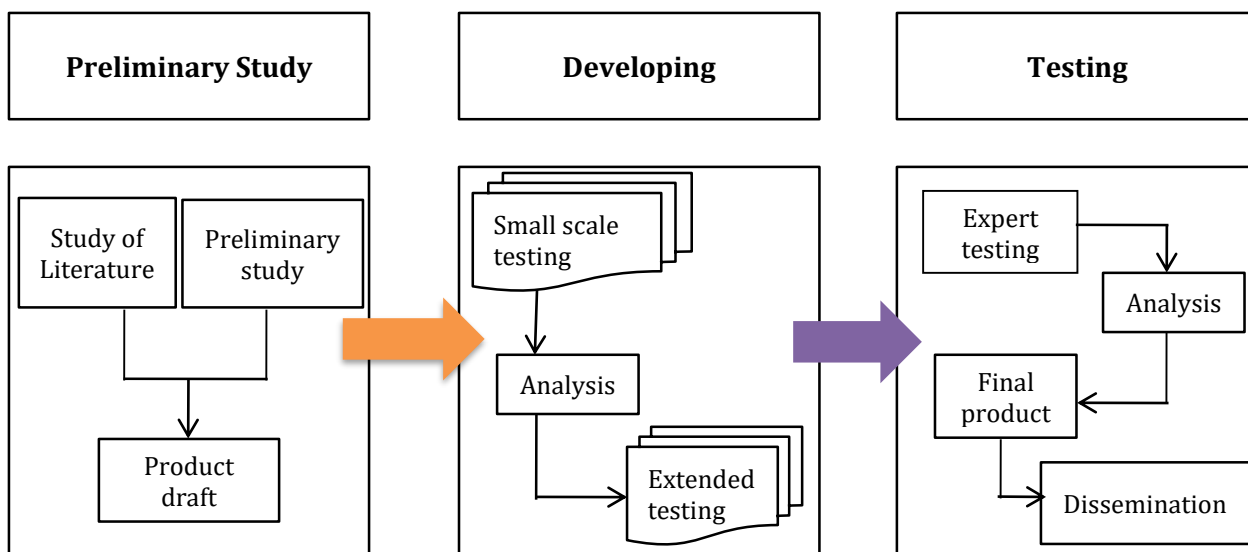 Preliminary Study
Developing
Testing
Study of
Literature
Preliminary
study
Product
draft
Small scale
testing
Analysis
Extended
testing
Expert
testing
Analysis
Final
product
Dissemination